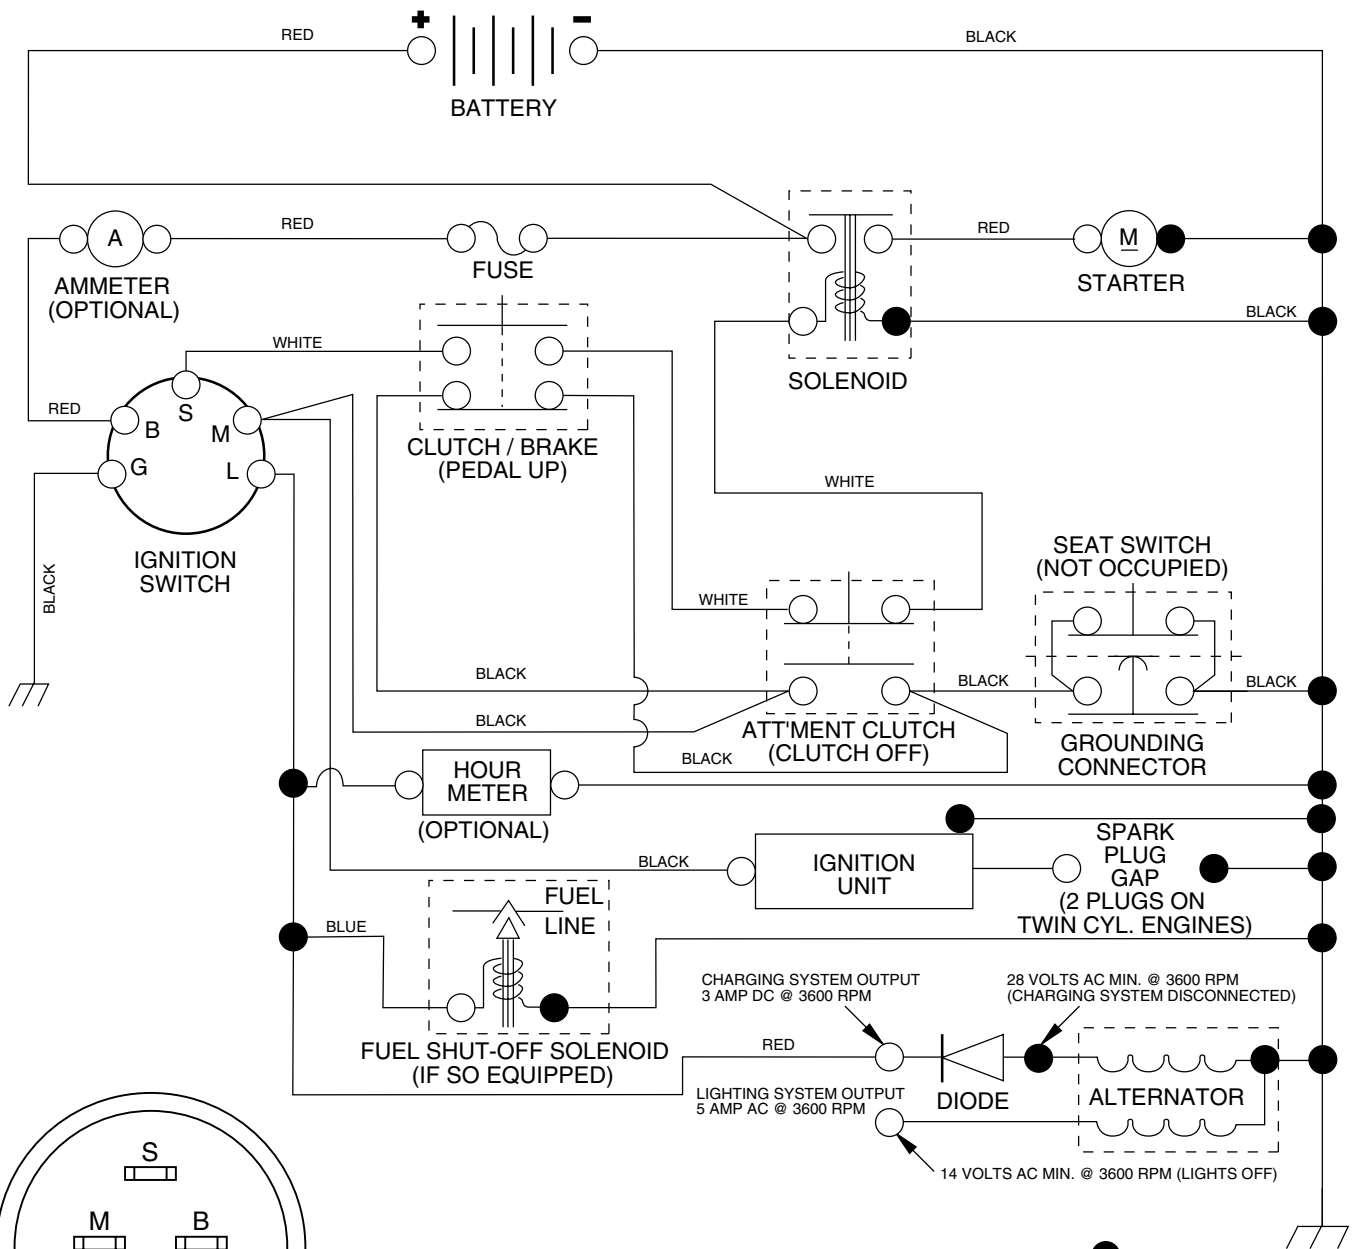 + −
RED
BLACK
BATTERY
A
RED
RED
M
AMMETER
(OPTIONAL)
FUSE
STARTER
BLACK
WHITE
SOLENOID
RED
S
B
M
G
L
CLUTCH / BRAKE
(PEDAL UP)
WHITE
IGNITION
SWITCH
BLACK
SEAT SWITCH
(NOT OCCUPIED)
WHITE
BLACK
BLACK
BLACK
BLACK
ATT'MENT CLUTCH
(CLUTCH OFF)
GROUNDING
CONNECTOR
BLACK
HOUR
METER
(OPTIONAL)
BLACK
IGNITION
UNIT
SPARK
PLUG
GAP
(2 PLUGS ON
TWIN CYL. ENGINES)
FUEL
LINE
BLUE
FUEL SHUT-OFF SOLENOID
(IF SO EQUIPPED)
CHARGING SYSTEM OUTPUT
3 AMP DC @ 3600 RPM
28 VOLTS AC MIN. @ 3600 RPM
(CHARGING SYSTEM DISCONNECTED)
RED
LIGHTING SYSTEM OUTPUT
5 AMP AC @ 3600 RPM
DIODE
ALTERNATOR
14 VOLTS AC MIN. @ 3600 RPM (LIGHTS OFF)
S
M B